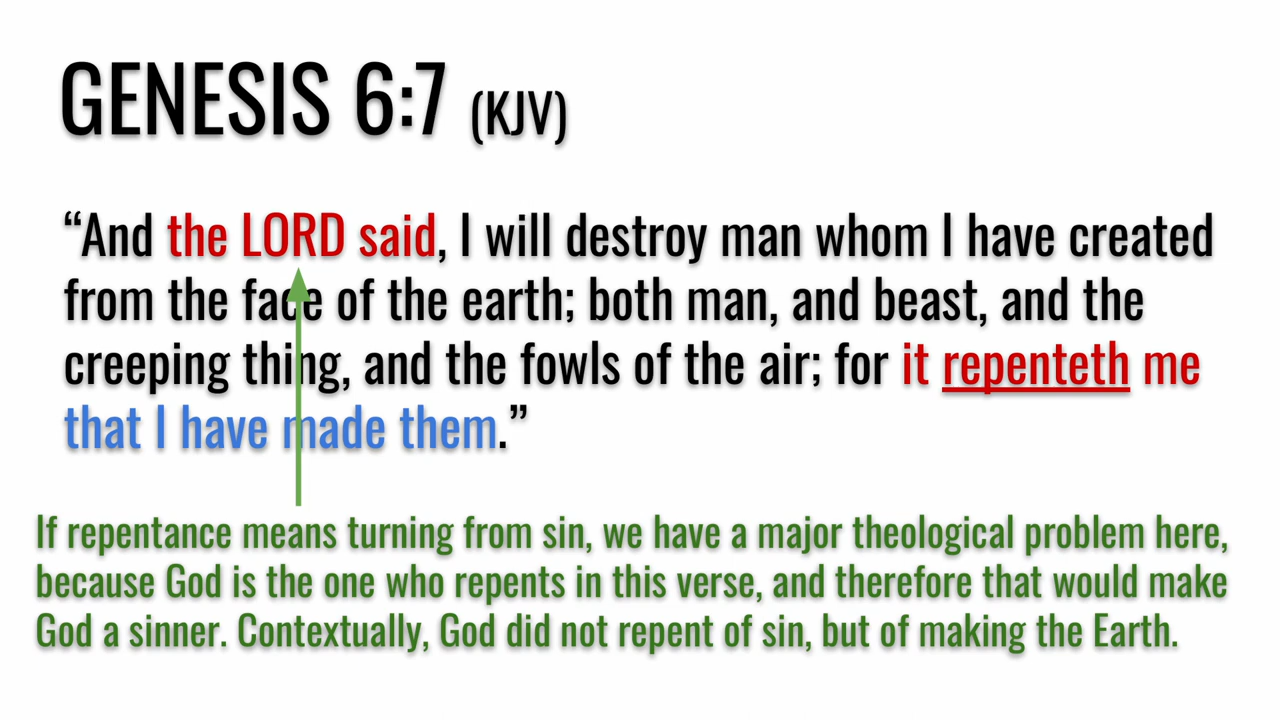 GENESIS 6:7 (KJV)
“And the LORD said, I will destroy man whom I have created
from the face of the earth; both man, and beast, and the
creeping thing, and the fowls of the air; for it repenteth me
that I have made them.”
If repentance means turning from sin, we have a major theological problem here,
because God is the one who repents in this verse, and therefore that would make
God a sinner. Contextually, God did not repent of sin, but of making the Earth.